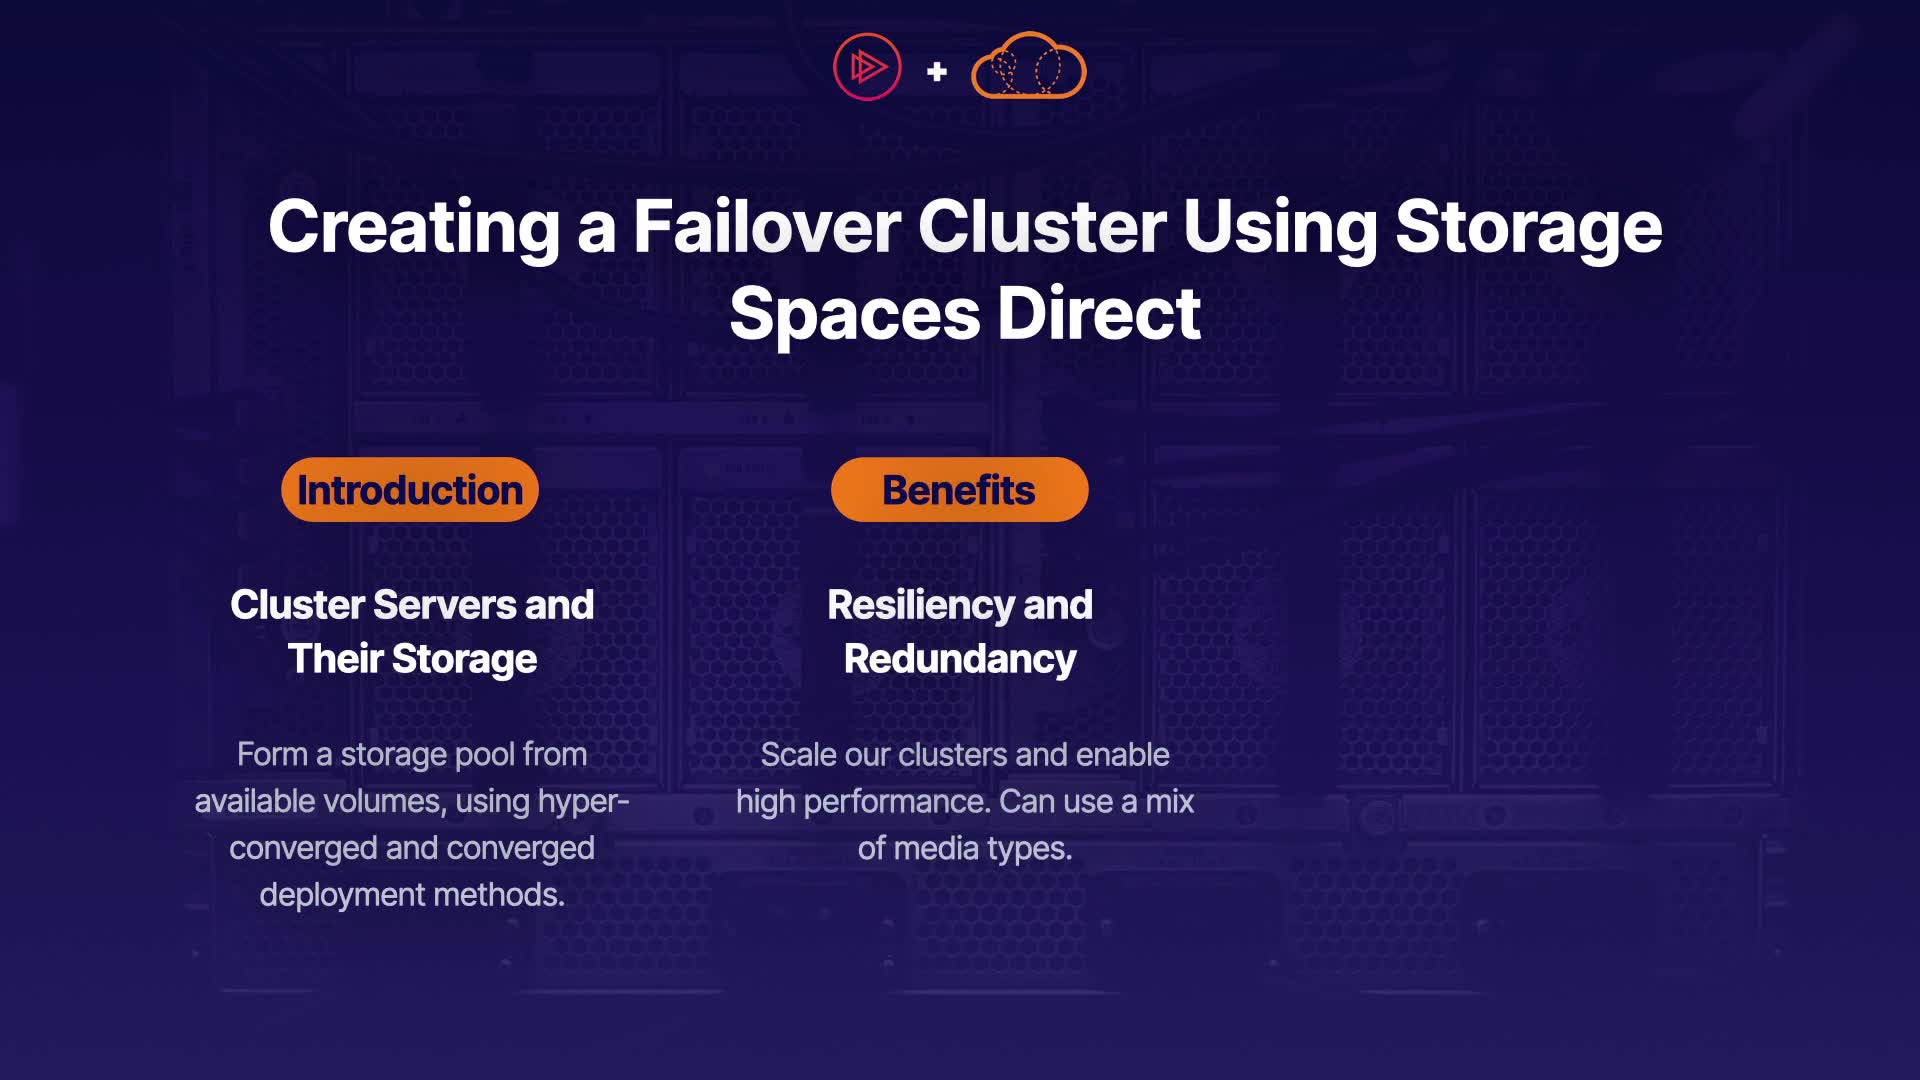 Creating a Failover Cluster Using Storage
Spaces Direct
Introduction
Cluster Servers and
Their Storage
Form a storage pool from
available volumes, using hyper-
converged and converged
deployment methods.
Benefits
Resiliency and
Redundancy
Scale our clusters and enable
high performance. Can use a mix
of media types.